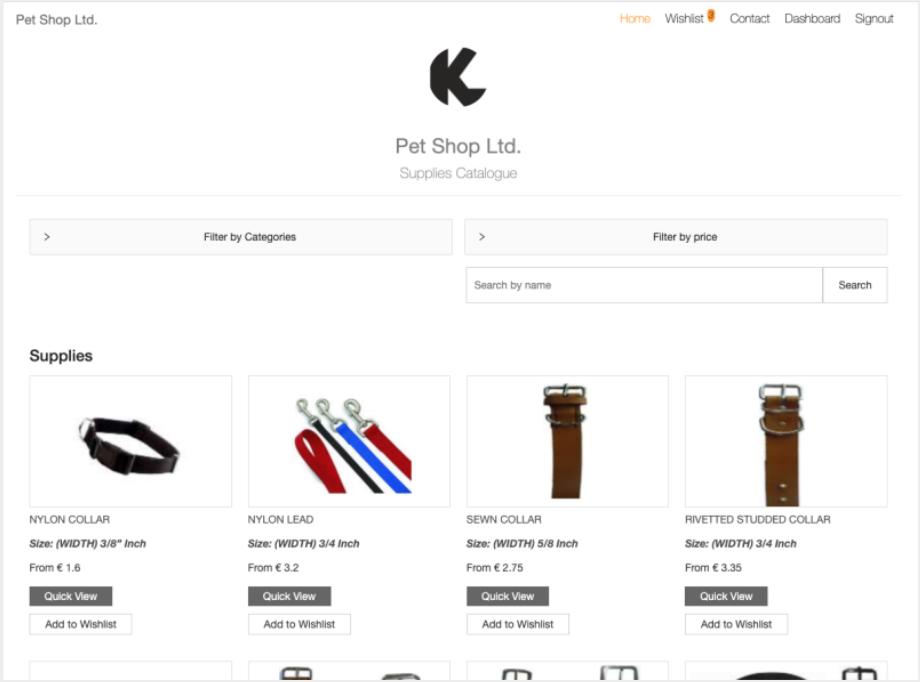 Pet Shop Ltd.
Home Wishlist 3 Contact Dashboard Signout
Pet Shop Ltd.
Supplies Catalogue
> Filter by Categories
> Filter by price
Search by name Search
Supplies
NYLON COLLAR
Size: (WIDTH) 3/8" Inch
From € 1.6
Quick View
Add to Wishlist
NYLON LEAD
Size: (WIDTH) 3/4 Inch
From € 3.2
Quick View
Add to Wishlist
SEWN COLLAR
Size: (WIDTH) 5/8 Inch
From € 2.75
Quick View
Add to Wishlist
RIVETTED STUDDED COLLAR
Size: (WIDTH) 3/4 Inch
From € 3.35
Quick View
Add to Wishlist